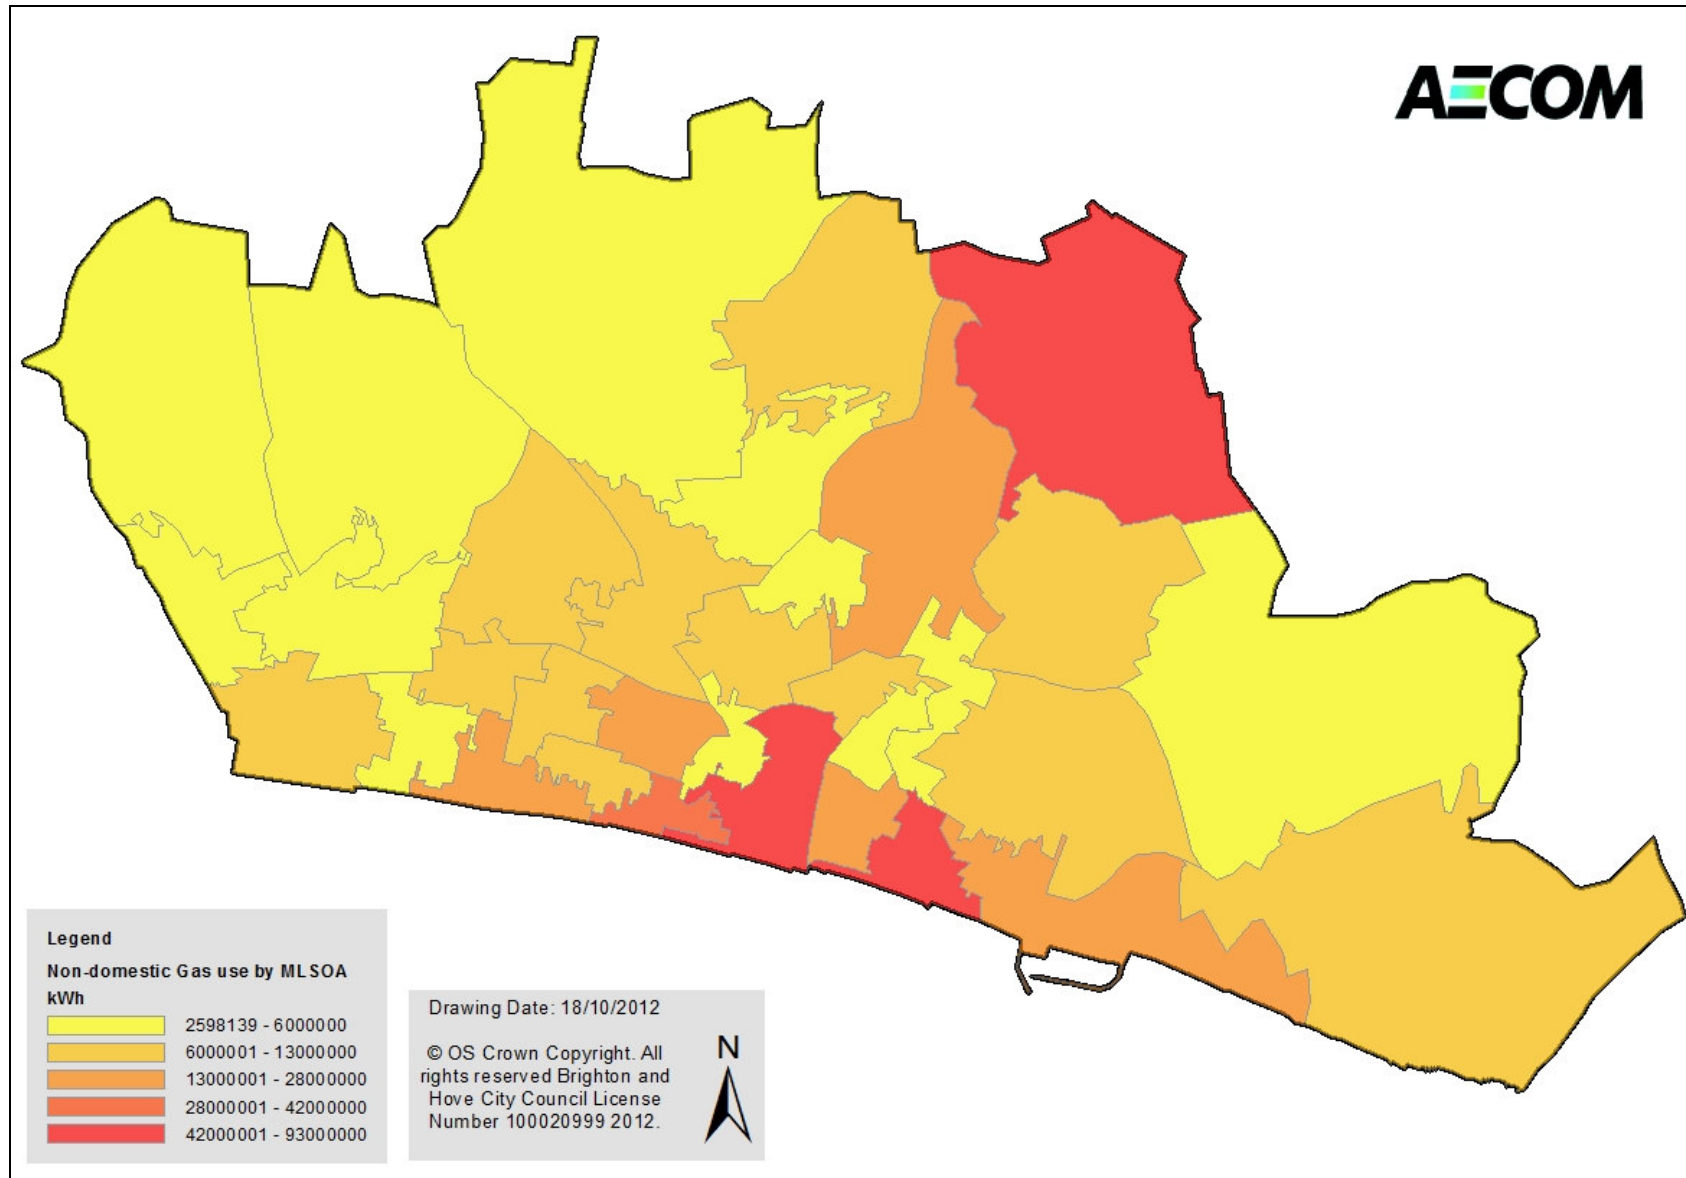 AECOM
Legend
Non-domestic Gas use by MLSOA
kWh
2598139 - 6000000
6000001 - 13000000
13000001 - 28000000
28000001 - 42000000
42000001 - 93000000
Drawing Date: 18/10/2012
© OS Crown Copyright. All
rights reserved Brighton and
Hove City Council License
Number 100020999 2012.
N